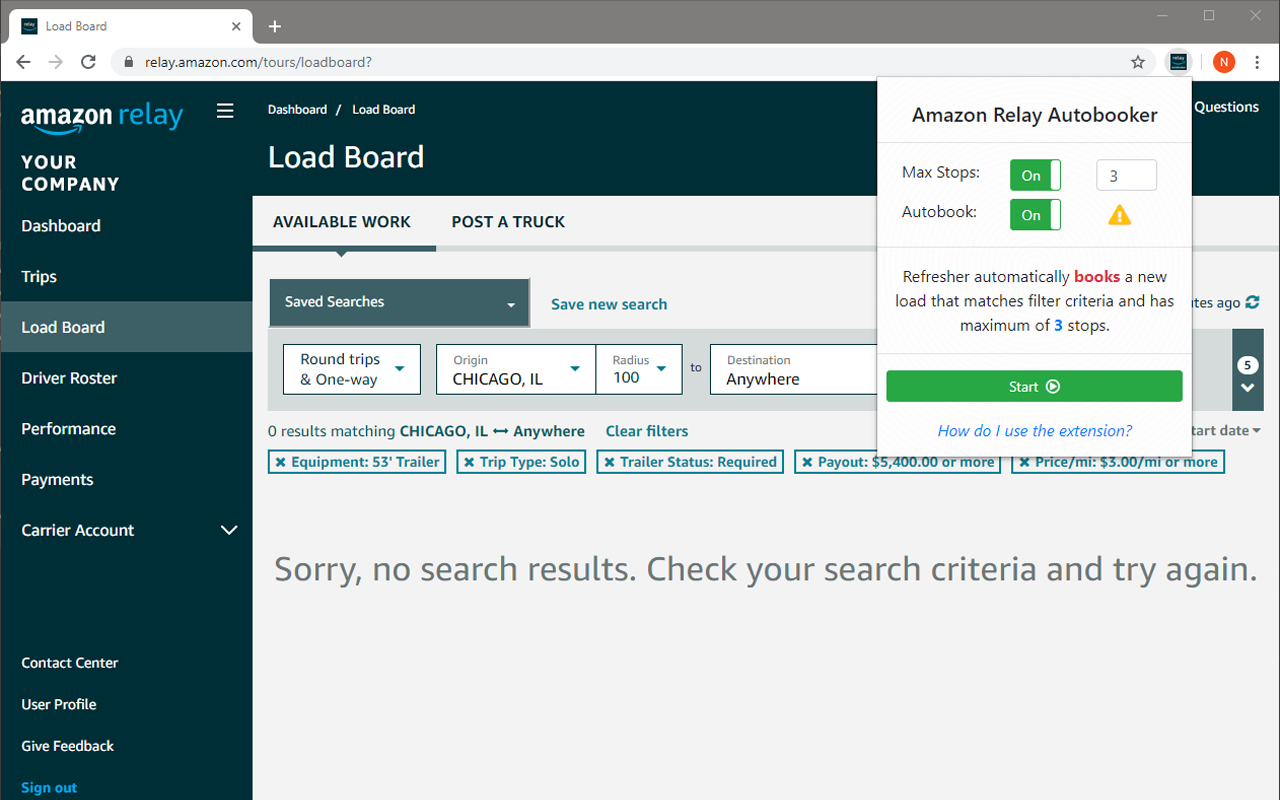 Load Board
relay.amazon.com/tours/loadboard?
N
amazon relay
YOUR
COMPANY
Dashboard
Trips
Load Board
Driver Roster
Performance
Payments
Carrier Account
Contact Center
User Profile
Give Feedback
Sign out
Dashboard / Load Board
Questions
Load Board
AVAILABLE WORK POST A TRUCK
Saved Searches
Save new search
ago
Round trips
& One-way
Origin
CHICAGO, IL
Radius
100
to
Destination
Anywhere
5
0 results matching CHICAGO, IL ↔ Anywhere Clear filters
date
× Equipment: 53' Trailer × Trip Type: Solo × Trailer Status: Required × Payout: $5,400.00 or more × Price/mi: $3.00/mi or more
Sorry, no search results. Check your search criteria and try again.
Amazon Relay Autobooker
Max Stops: On 3
Autobook: On
Refresher automatically books a new
load that matches filter criteria and has
maximum of 3 stops.
Start
How do I use the extension?